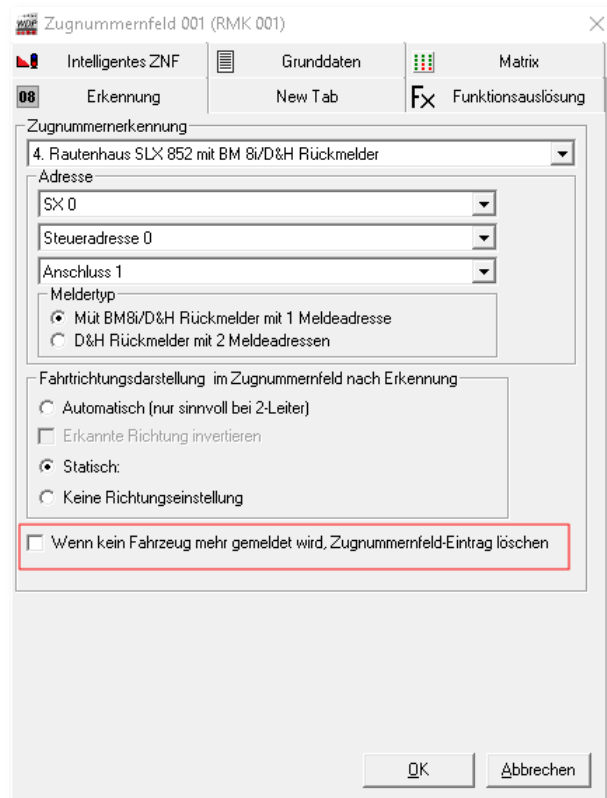 WDP Zugnummernfeld 001 (RMK 001)
Intelligentes ZNF Grunddaten Matrix
08 Erkennung New Tab Fx Funktionsauslösung
Zugnummernerkennung
4. Rautenhaus SLX 852 mit BM 8i/D&H Rückmelder
Adresse
SX 0
Steueradresse 0
Anschluss 1
Meldertyp
Müt BM8i/D&H Rückmelder mit 1 Meldeadresse
D&H Rückmelder mit 2 Meldeadressen
Fahrtrichtungsdarstellung im Zugnummernfeld nach Erkennung
Automatisch (nur sinnvoll bei 2-Leiter)
Erkannte Richtung invertieren
Statisch:
Keine Richtungseinstellung
Wenn kein Fahrzeug mehr gemeldet wird, Zugnummernfeld-Eintrag löschen
OK Abbrechen